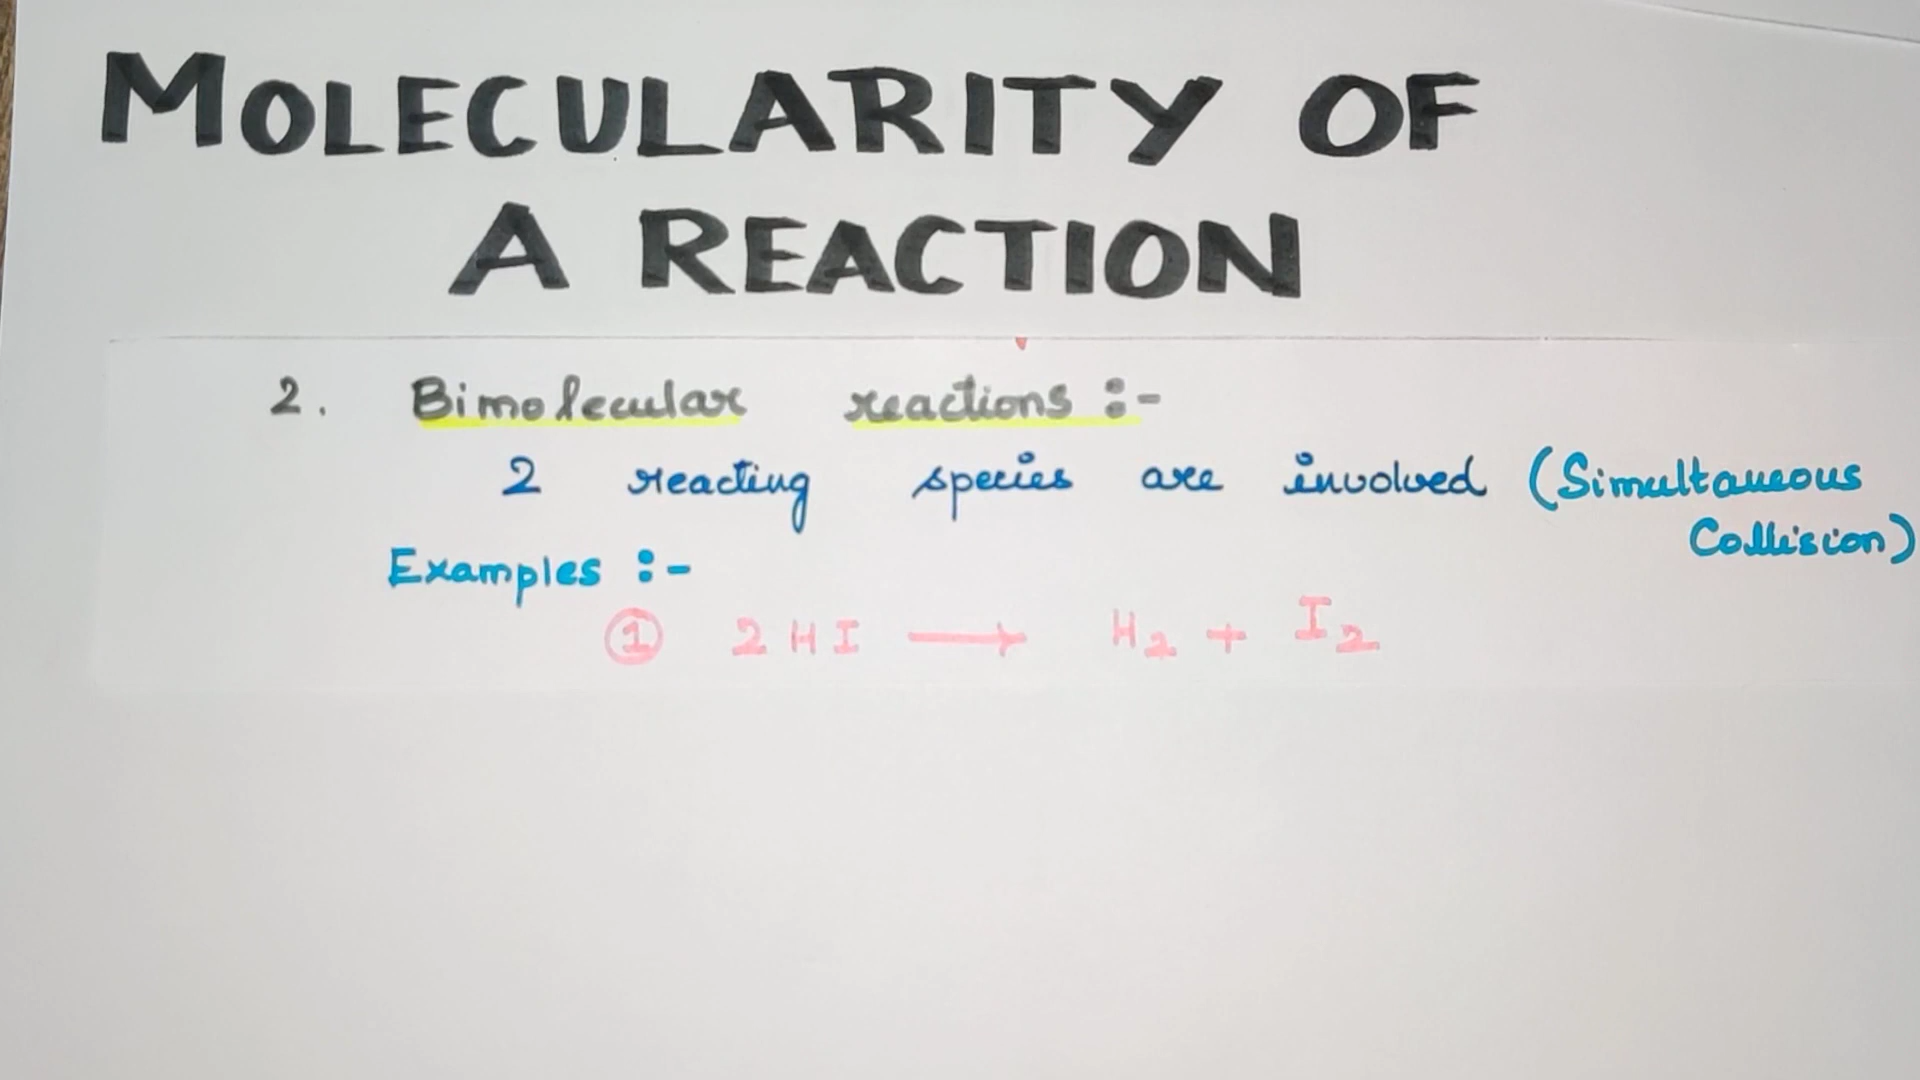 MOLECULARITY OF
A REACTION
2. Bimolecular reactions :-
2 reacting species are involved (Simultaneous
Collision)
Examples :-
① 2HI ⟶ H₂ + I₂